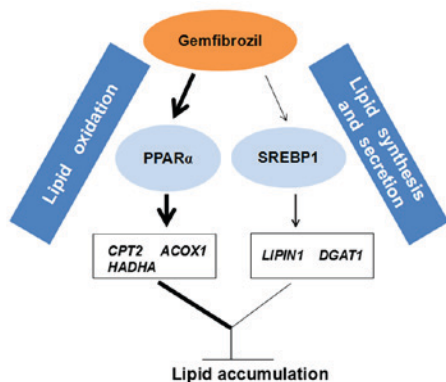 Gemfibrozil
Lipid oxidation
Lipid synthesis
and secretion
PPARα
SREBP1
CPT2 ACOX1
HADHA
LIPIN1 DGAT1
Lipid accumulation